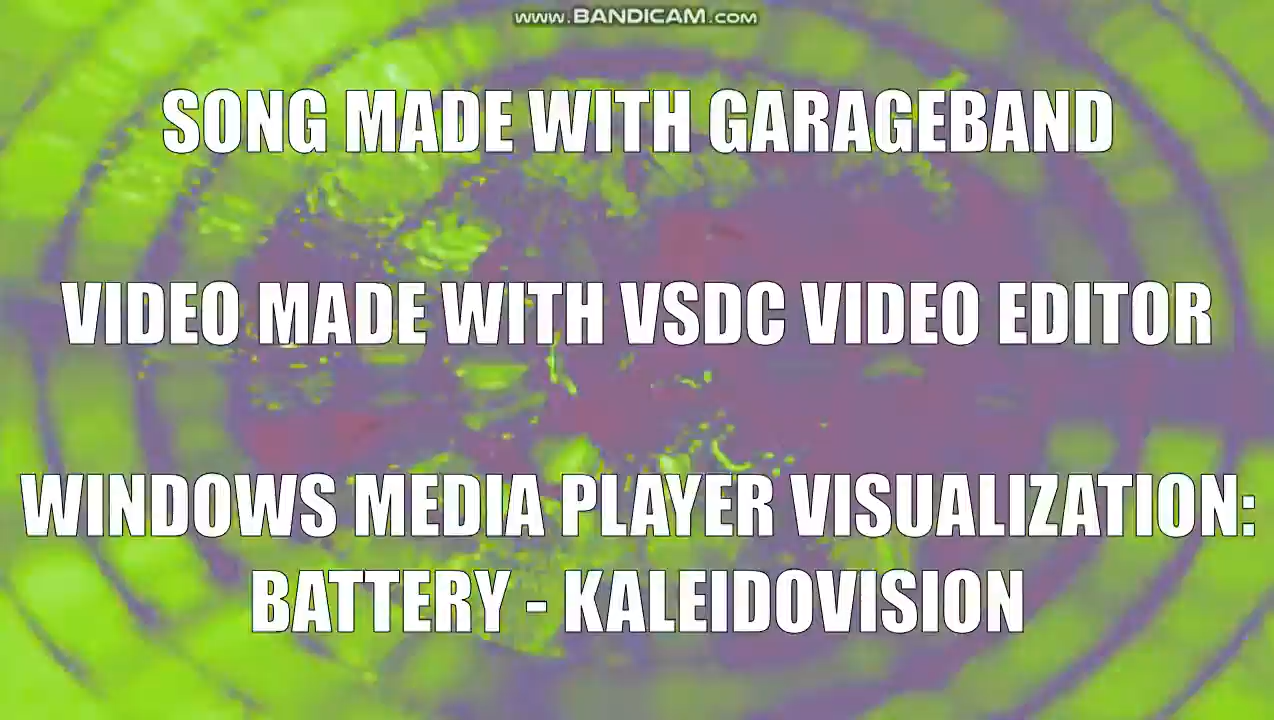 www.BANDICAM.com
SONG MADE WITH GARAGEBAND
VIDEO MADE WITH VSDC VIDEO EDITOR
WINDOWS MEDIA PLAYER VISUALIZATION:
BATTERY - KALEIDOVISION